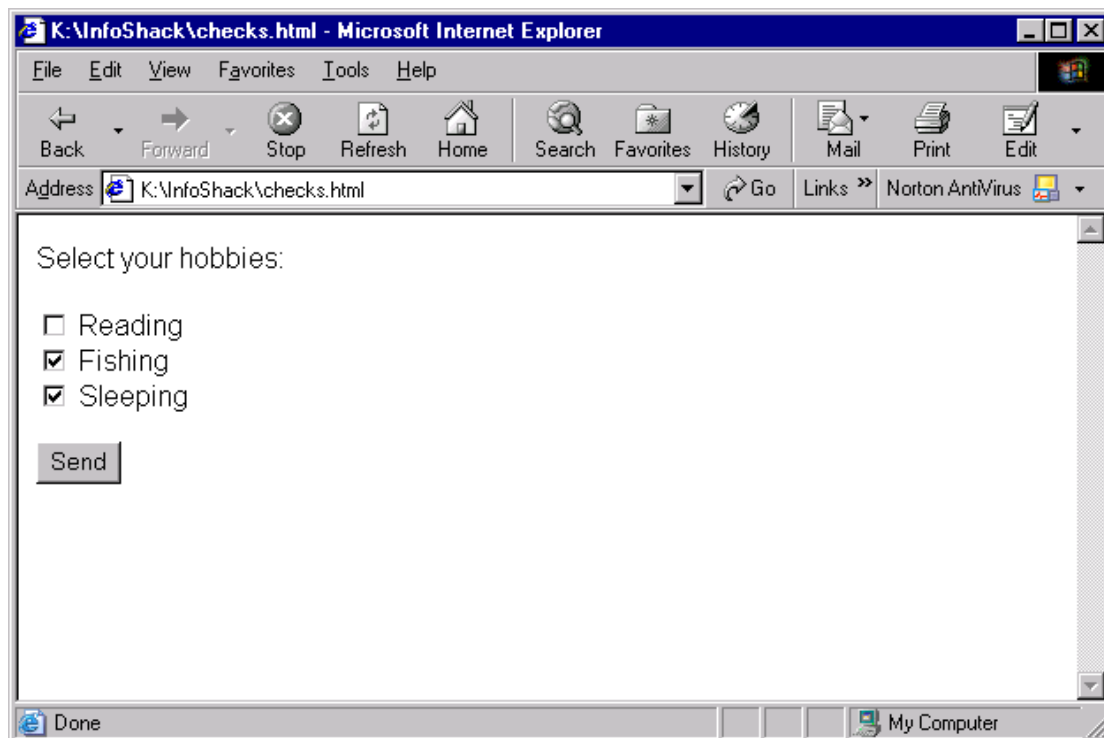 K:\InfoShack\checks.html - Microsoft Internet Explorer
File Edit View Favorites Tools Help
Back Forward Stop Refresh Home Search Favorites History Mail Print Edit
Address K:\InfoShack\checks.html Go Links » Norton AntiVirus
Select your hobbies:
Reading
Fishing
Sleeping
Send
Done My Computer